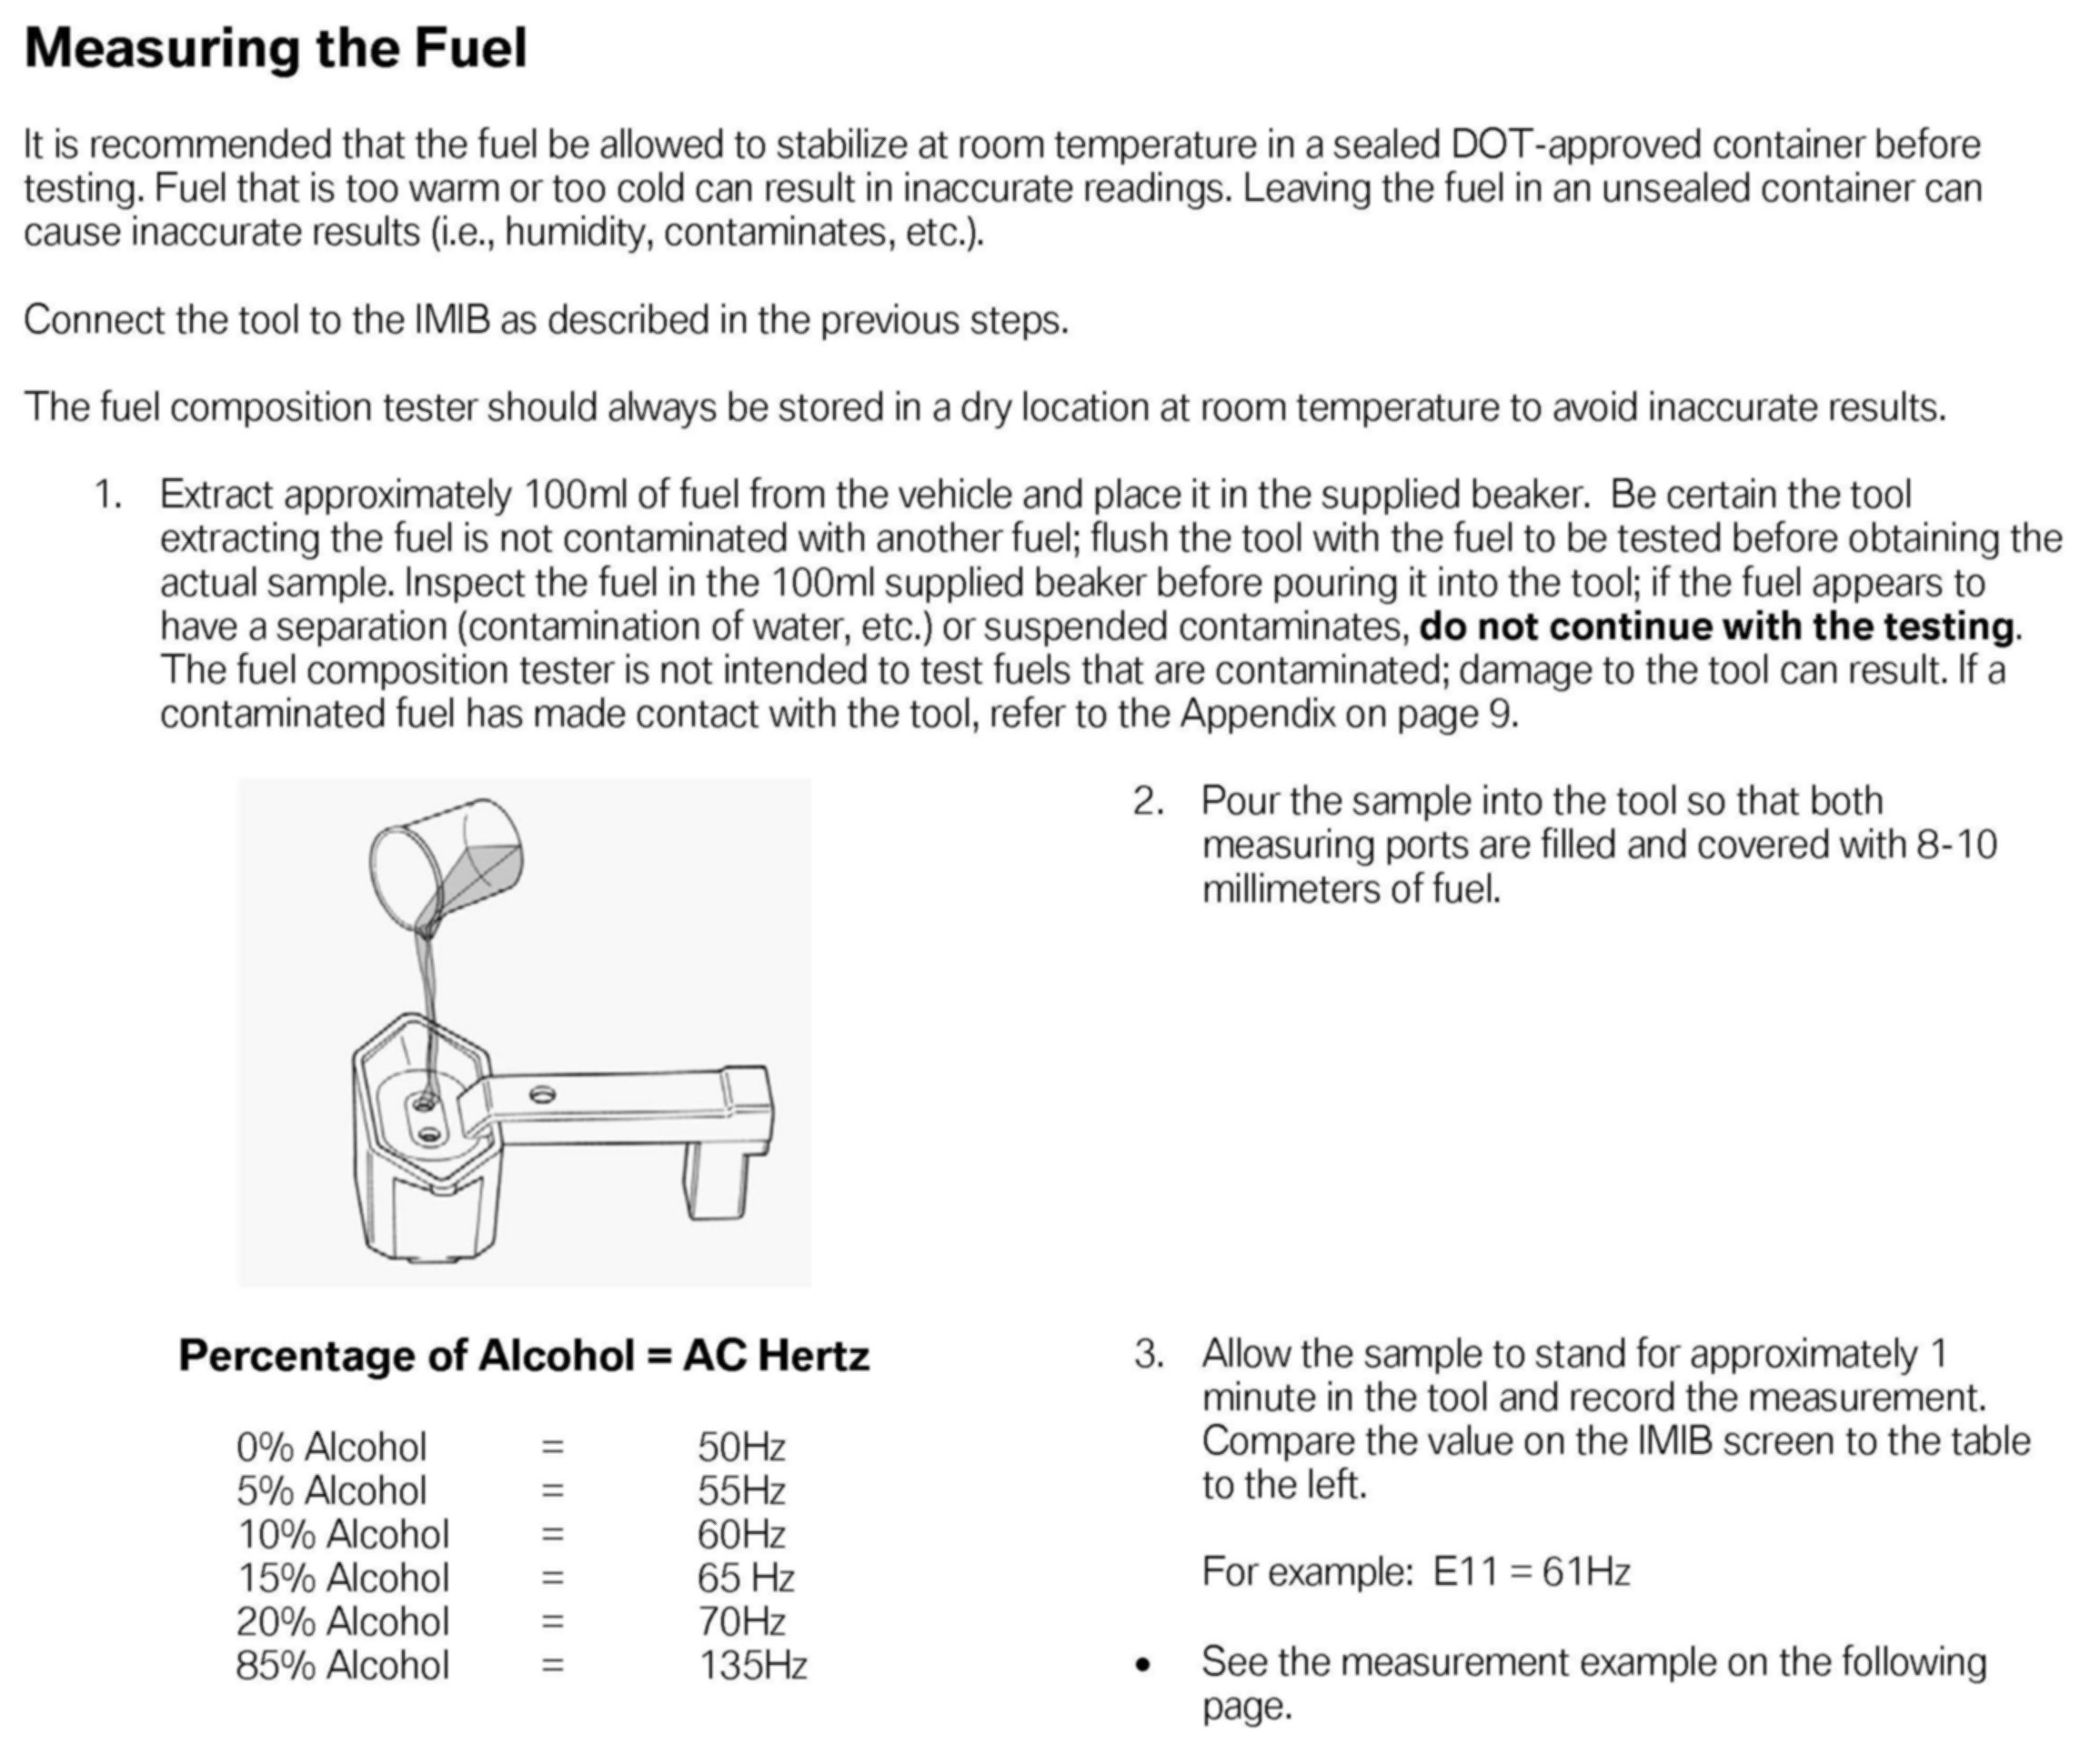 Measuring the Fuel
It is recommended that the fuel be allowed to stabilize at room temperature in a sealed DOT-approved container before
testing. Fuel that is too warm or too cold can result in inaccurate readings. Leaving the fuel in an unsealed container can
cause inaccurate results (i.e., humidity, contaminates, etc.).
Connect the tool to the IMIB as described in the previous steps.
The fuel composition tester should always be stored in a dry location at room temperature to avoid inaccurate results.
1. Extract approximately 100ml of fuel from the vehicle and place it in the supplied beaker. Be certain the tool
extracting the fuel is not contaminated with another fuel; flush the tool with the fuel to be tested before obtaining the
actual sample. Inspect the fuel in the 100ml supplied beaker before pouring it into the tool; if the fuel appears to
have a separation (contamination of water, etc.) or suspended contaminates, do not continue with the testing.
The fuel composition tester is not intended to test fuels that are contaminated; damage to the tool can result. If a
contaminated fuel has made contact with the tool, refer to the Appendix on page 9.
2. Pour the sample into the tool so that both
measuring ports are filled and covered with 8-10
millimeters of fuel.
Percentage of Alcohol = AC Hertz
0% Alcohol = 50Hz
5% Alcohol = 55Hz
10% Alcohol = 60Hz
15% Alcohol = 65 Hz
20% Alcohol = 70Hz
85% Alcohol = 135Hz
3. Allow the sample to stand for approximately 1
minute in the tool and record the measurement.
Compare the value on the IMIB screen to the table
to the left.
For example: E11 = 61Hz
• See the measurement example on the following
page.